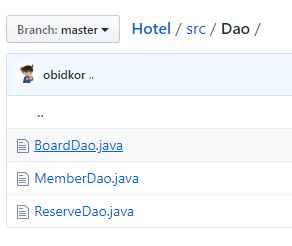 Branch: master Hotel / src / Dao /
obidkor ..
..
BoardDao.java
MemberDao.java
ReserveDao.java